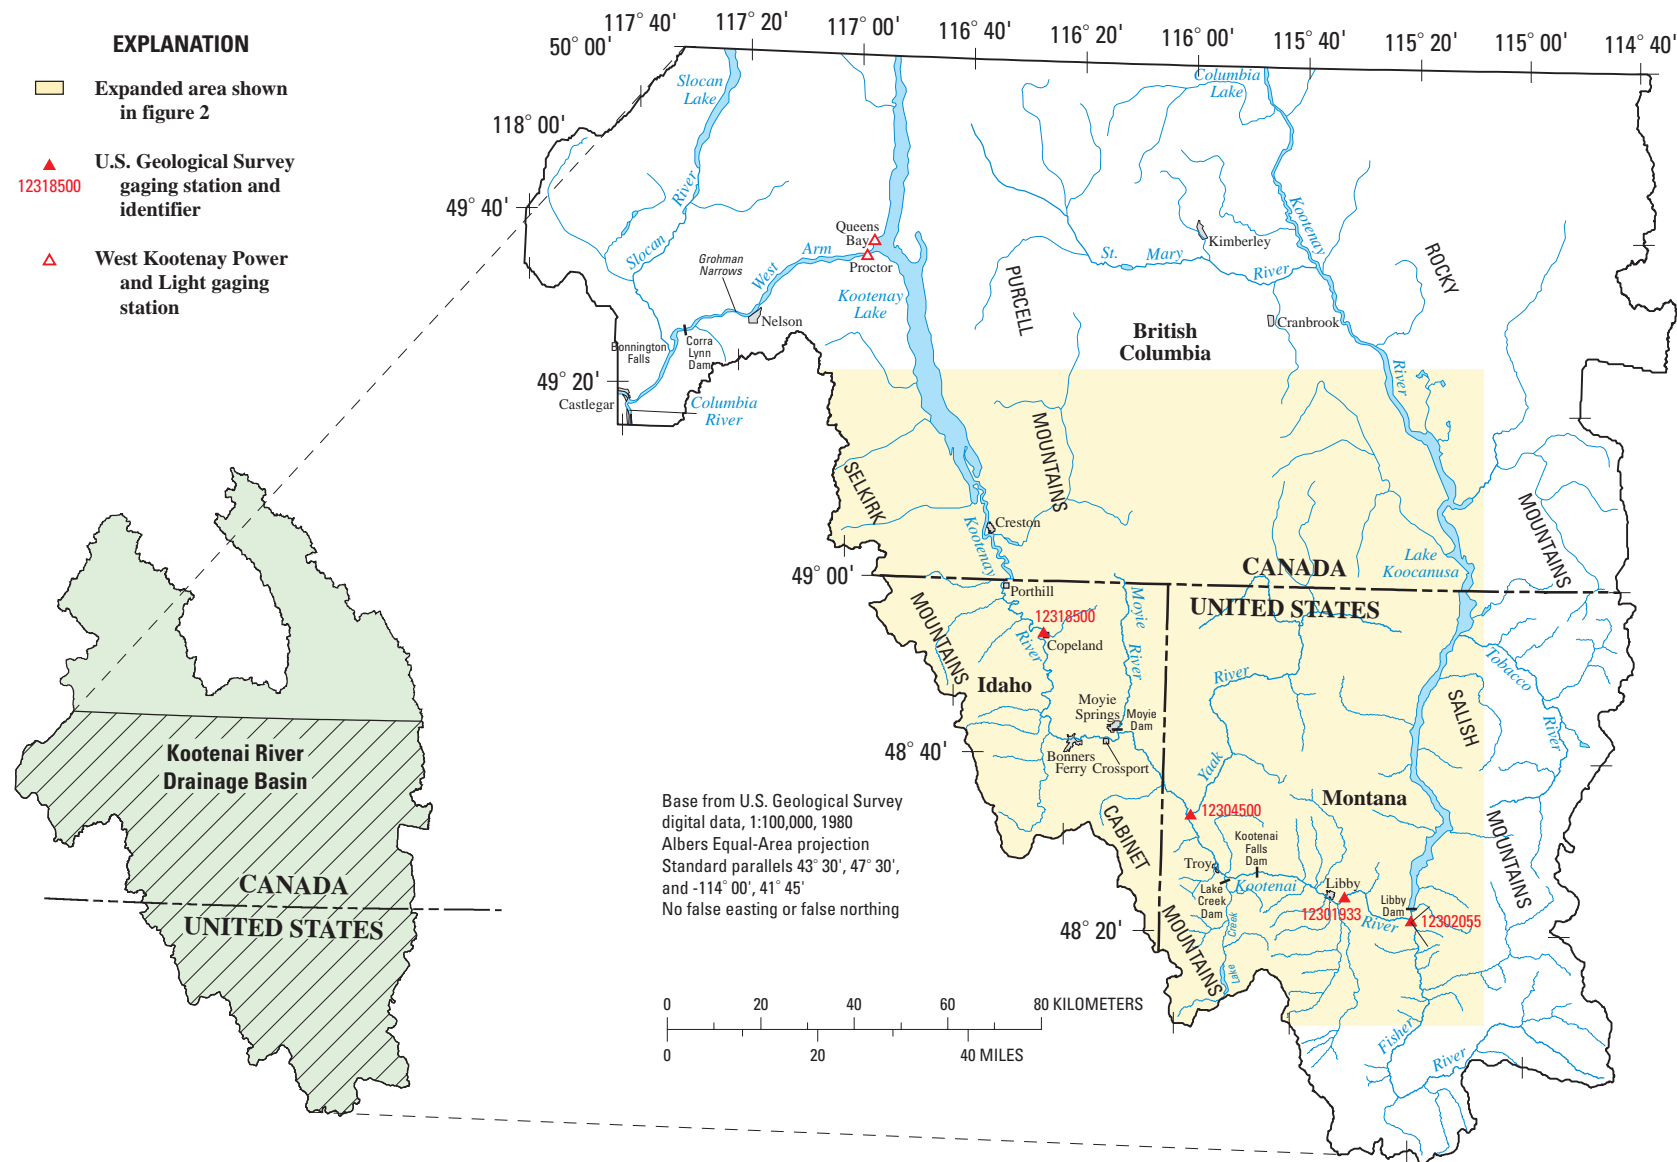 EXPLANATION
Expanded area shown
in figure 2
U.S. Geological Survey
gaging station and
identifier
12318500
West Kootenay Power
and Light gaging
station
117° 40'
117° 20'
117° 00'
116° 40'
116° 20'
116° 00'
115° 40'
115° 20'
115° 00'
114° 40'
50° 00'
118° 00'
49° 40'
49° 20'
49° 00'
48° 40'
48° 20'
Slocan
Lake
Columbia
Lake
Slocan
River
Queens
Bay
Proctor
Grohman
Narrows
West
Arm
Kootenay
Lake
Nelson
Bonnington
Falls
Corra
Lynn
Dam
Castlegar
Columbia
River
Kootenay
River
Kimberley
St.
Mary
River
Cranbrook
PURCELL
MOUNTAINS
ROCKY
MOUNTAINS
British
Columbia
SELKIRK
MOUNTAINS
Creston
Kootenay
River
Lake
Koocanusa
CANADA
UNITED STATES
Porthill
12318500
Copeland
Moyie
River
Idaho
Moyie
Springs
Moyie
Dam
Bonners
Ferry
Crossport
River
Yaak
Tobacco
River
SALISH
MOUNTAINS
Montana
12304500
CABINET
MOUNTAINS
Troy
Kootenai
Falls
Dam
Lake
Creek
Dam
Kootenai
River
Libby
12301933
Libby
Dam
12302055
Lake
Creek
Fisher
River
Kootenai River
Drainage Basin
CANADA
UNITED STATES
Base from U.S. Geological Survey
digital data, 1:100,000, 1980
Albers Equal-Area projection
Standard parallels 43° 30', 47° 30',
and -114° 00', 41° 45'
No false easting or false northing
0 20 40 60 80 KILOMETERS
0 20 40 MILES